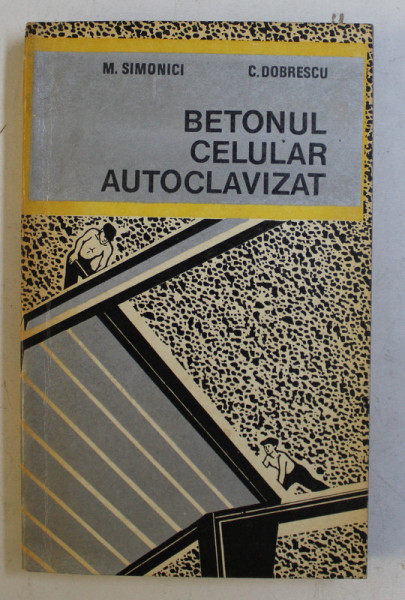 M. SIMONICI C. DOBRESCU
BETONUL
CELULAR
AUTOCLAVIZAT